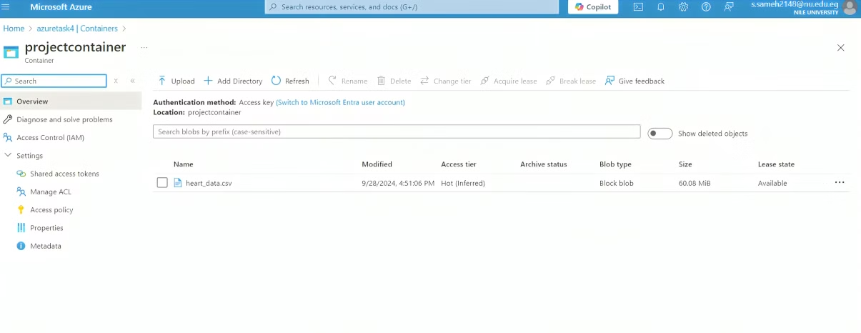 Microsoft Azure
Search resources, services, and docs (G+/)
Copilot
s.sameh2148@nu.edu.eg
NILE UNIVERSITY
Home > azuretask4 | Containers >
projectcontainer ...
Container
Search
Upload Add Directory Refresh Rename Delete Change tier Acquire lease Break lease Give feedback
Overview
Diagnose and solve problems
Access Control (IAM)
Settings
Shared access tokens
Manage ACL
Access policy
Properties
Metadata
Authentication method: Access key (Switch to Microsoft Entra user account)
Location: projectcontainer
Search blobs by prefix (case-sensitive)
Show deleted objects
Name Modified Access tier Archive status Blob type Size Lease state
heart_data.csv 9/28/2024, 4:51:06 PM Hot (Inferred) Block blob 60.08 MiB Available ...